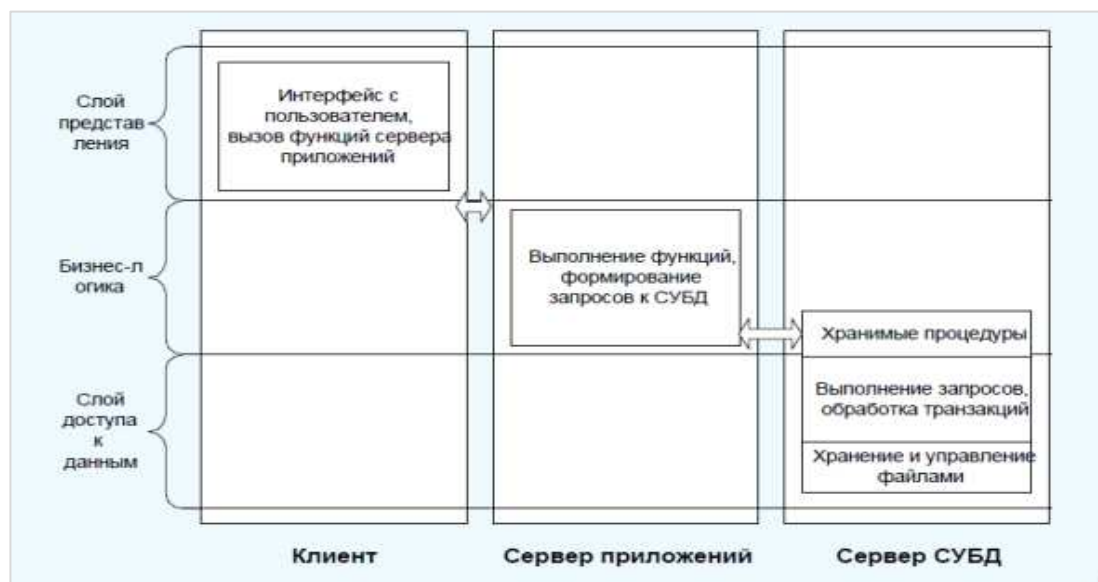 Слой
представ
ления
Интерфейс с
пользователем,
вызов функций сервера
приложений
Бизнес-л
огика
Выполнение функций,
формирование
запросов к СУБД
Хранимые процедуры
Слой
доступа
к
данным
Выполнение запросов,
обработка транзакций
Хранение и управление
файлами
Клиент
Сервер приложений
Сервер СУБД